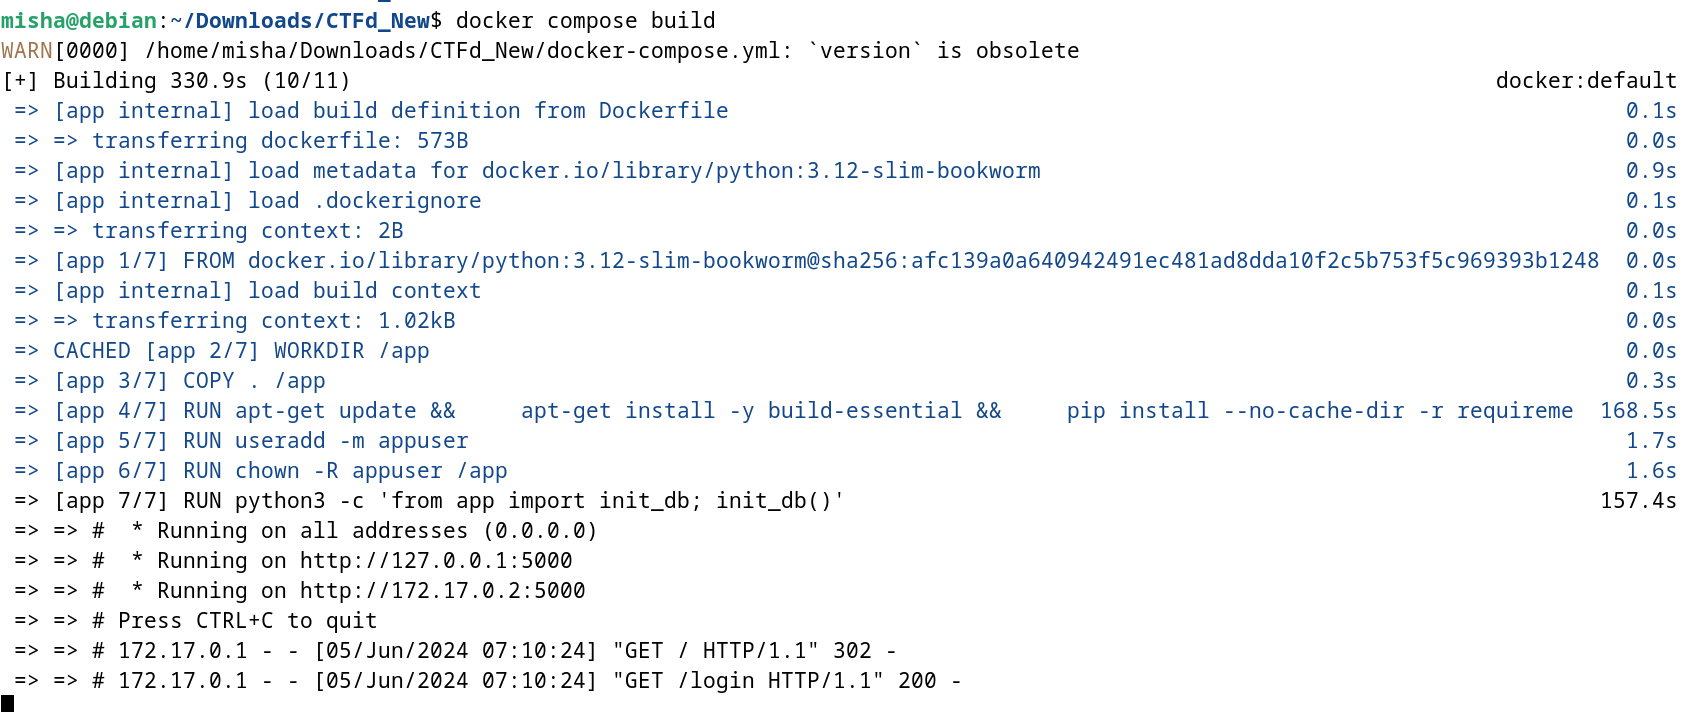 misha@debian:~/Downloads/CTFd_New$ docker compose build
WARN[0000] /home/misha/Downloads/CTFd_New/docker-compose.yml: `version` is obsolete
[+] Building 330.9s (10/11) docker:default
=> [app internal] load build definition from Dockerfile 0.1s
=> => transferring dockerfile: 573B 0.0s
=> [app internal] load metadata for docker.io/library/python:3.12-slim-bookworm 0.9s
=> [app internal] load .dockerignore 0.1s
=> => transferring context: 2B 0.0s
=> [app 1/7] FROM docker.io/library/python:3.12-slim-bookworm@sha256:afc139a0a640942491ec481ad8dda10f2c5b753f5c969393b1248 0.0s
=> [app internal] load build context 0.1s
=> => transferring context: 1.02kB 0.0s
=> CACHED [app 2/7] WORKDIR /app 0.0s
=> [app 3/7] COPY . /app 0.3s
=> [app 4/7] RUN apt-get update &&     apt-get install -y build-essential &&     pip install --no-cache-dir -r requireme 168.5s
=> [app 5/7] RUN useradd -m appuser 1.7s
=> [app 6/7] RUN chown -R appuser /app 1.6s
=> [app 7/7] RUN python3 -c 'from app import init_db; init_db()' 157.4s
=> => #  * Running on all addresses (0.0.0.0)
=> => #  * Running on http://127.0.0.1:5000
=> => #  * Running on http://172.17.0.2:5000
=> => # Press CTRL+C to quit
=> => # 172.17.0.1 - - [05/Jun/2024 07:10:24] "GET / HTTP/1.1" 302 -
=> => # 172.17.0.1 - - [05/Jun/2024 07:10:24] "GET /login HTTP/1.1" 200 -